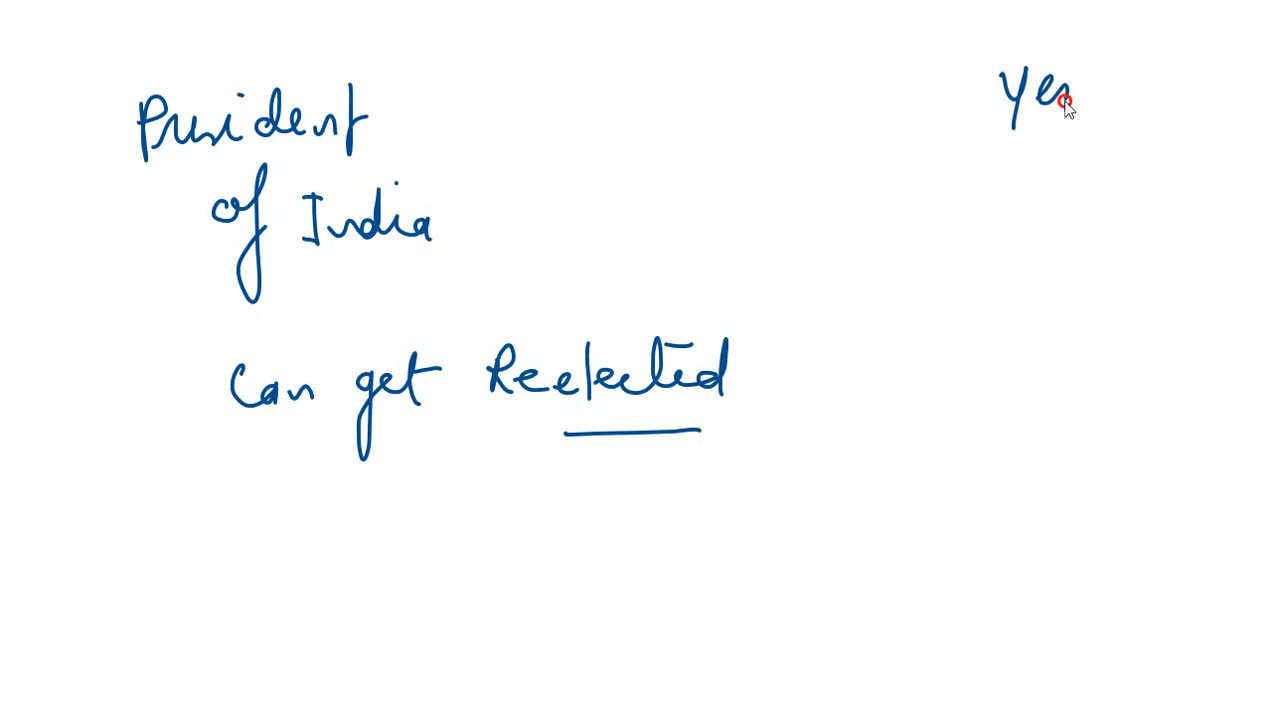 President
of India
Can get Reelected
Yes